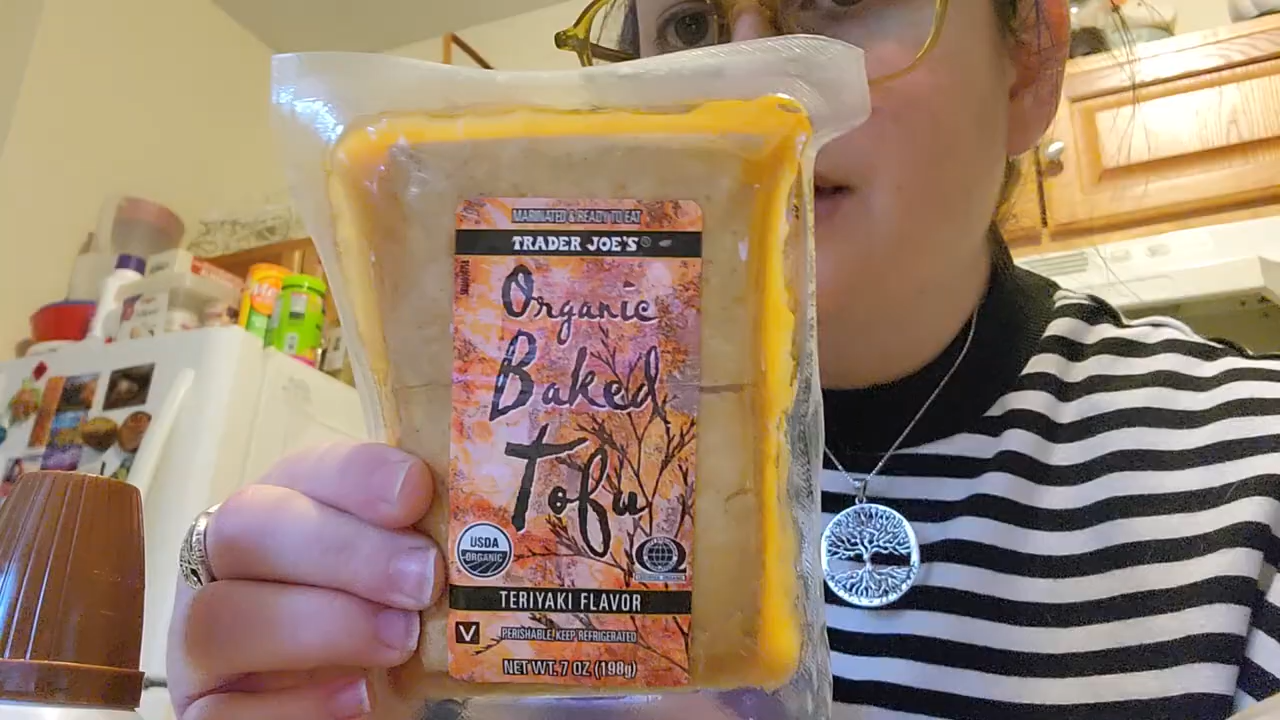 MARINATED & READY TO EAT
TRADER JOE'S
Organic
Baked
Tofu
USDA
ORGANIC
TERIYAKI FLAVOR
V
PERISHABLE, KEEP REFRIGERATED
NET WT. 7 OZ (198g)